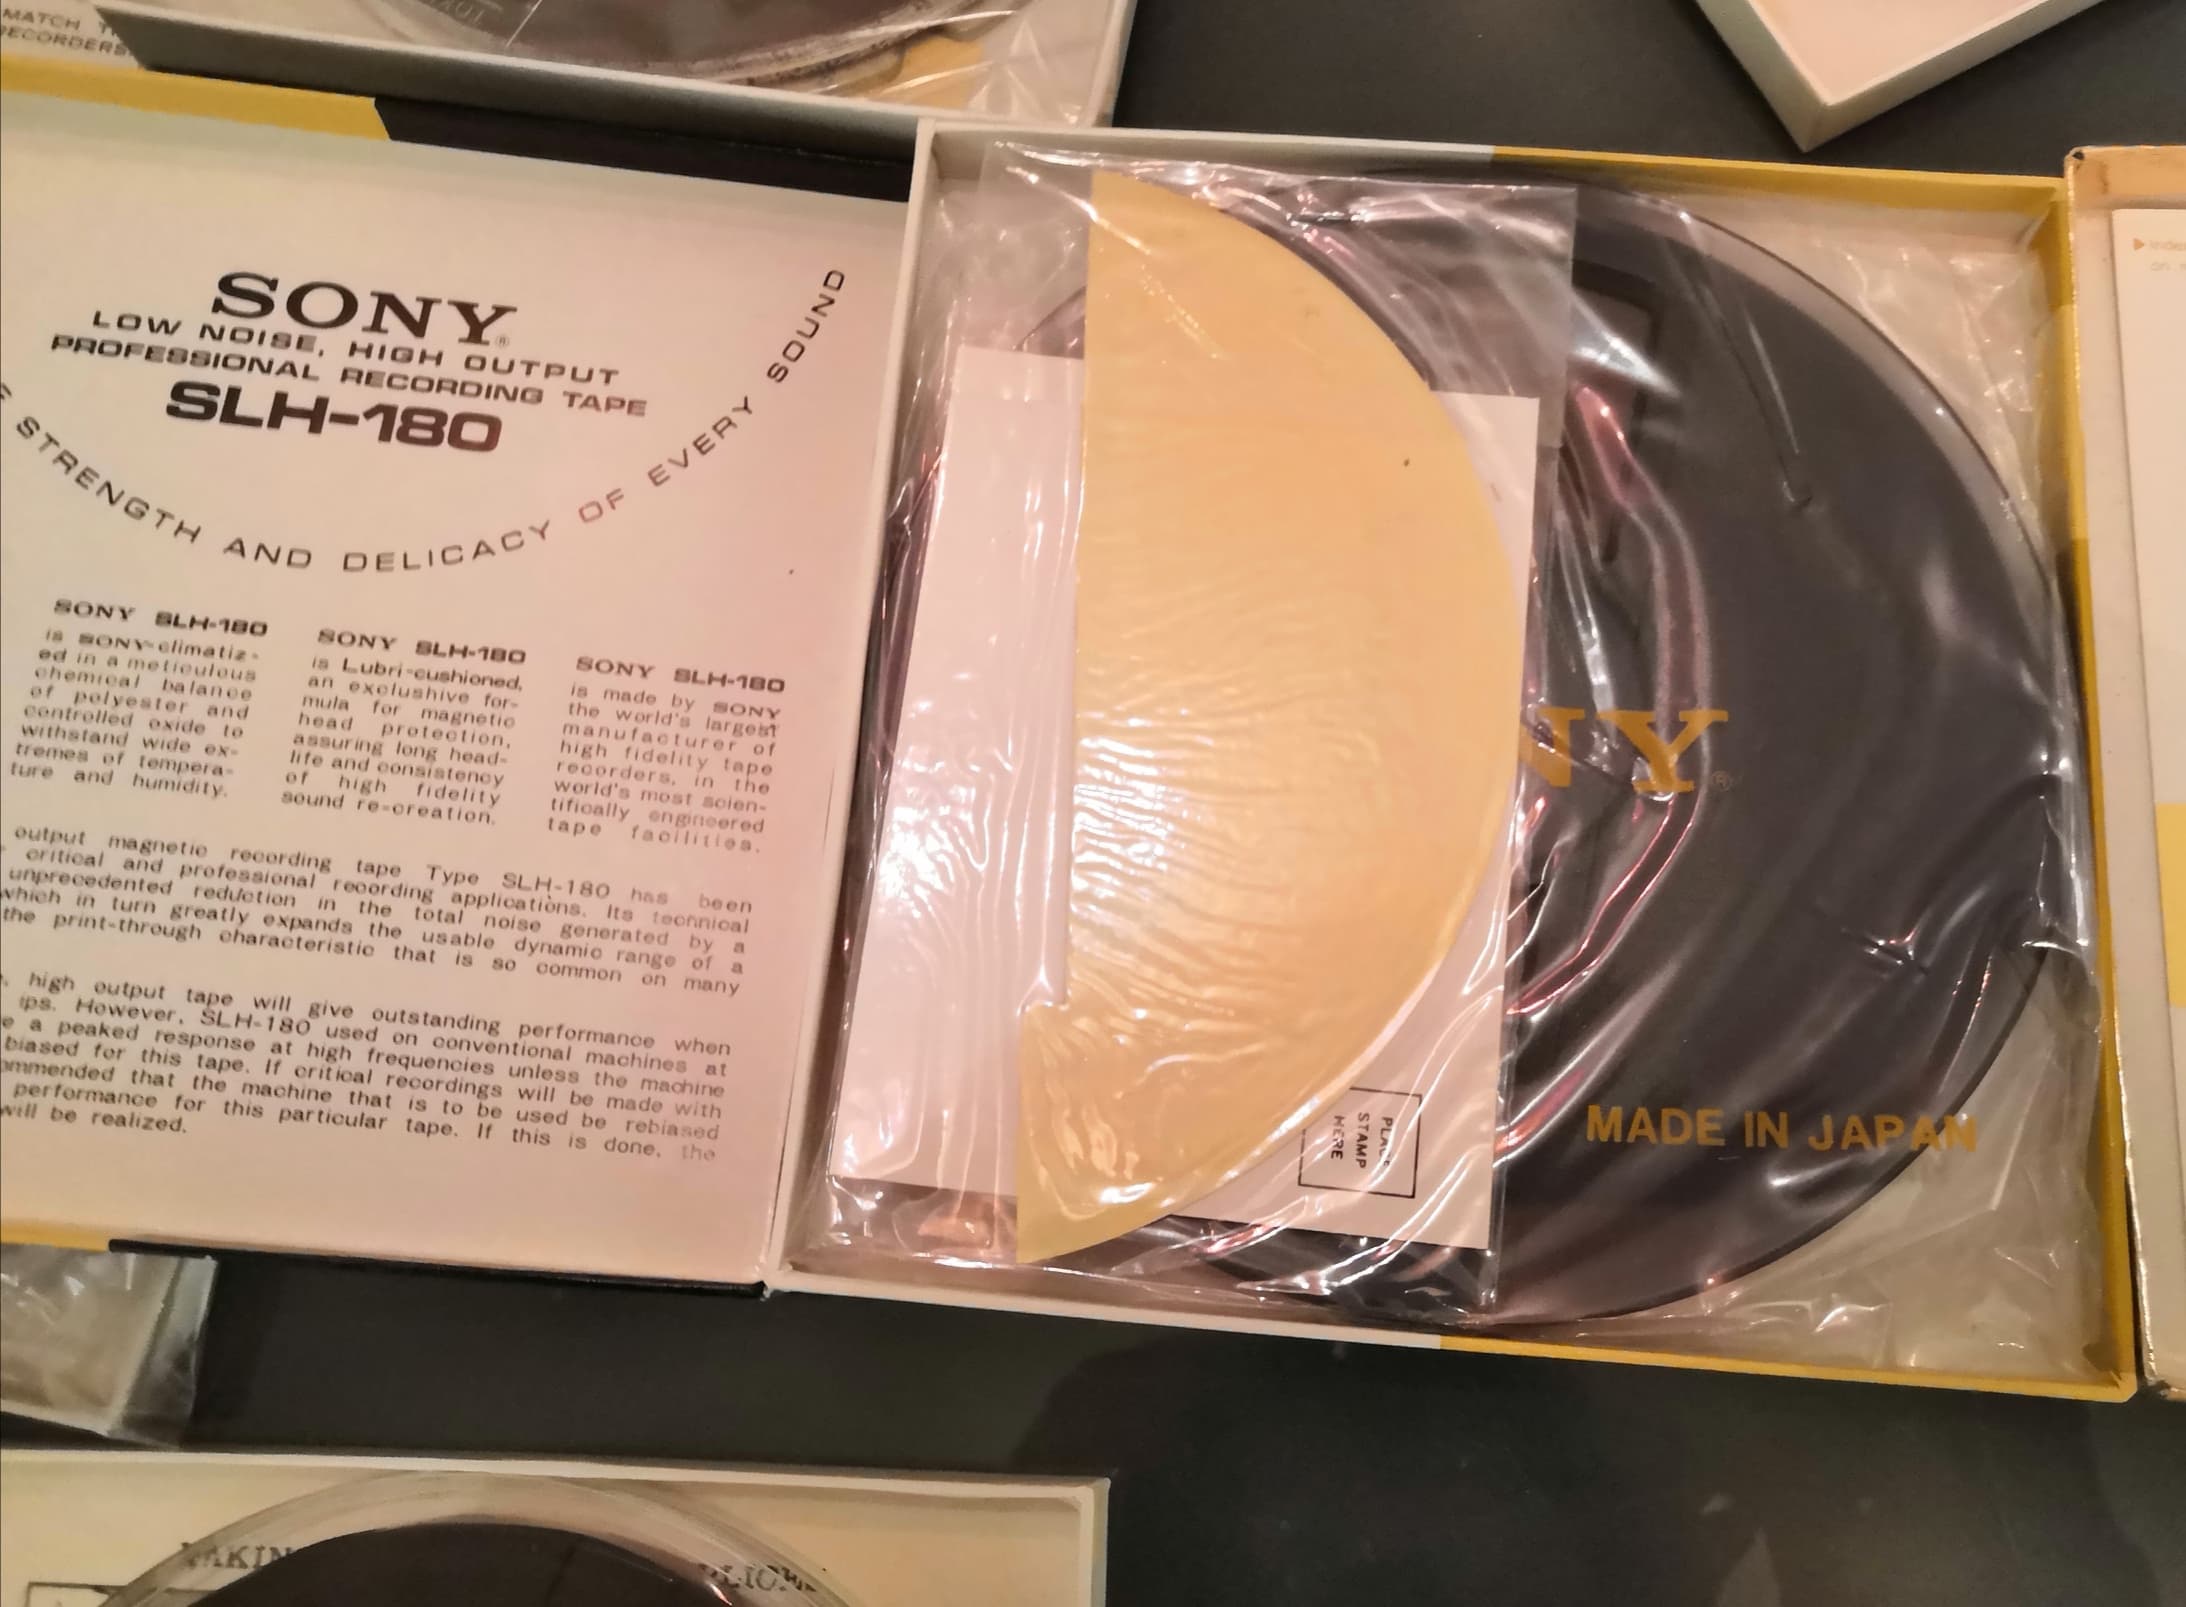 MATCH
RECORDERS
SONY®
LOW NOISE, HIGH OUTPUT
PROFESSIONAL RECORDING TAPE
SLH-180
STRENGTH AND DELICACY OF EVERY SOUND
SONY SLH-180
is SONY-climatiz-
ed in a meticulous
chemical balance
of polyester and
controlled oxide to
withstand wide ex-
tremes of tempera-
ture and humidity.
SONY SLH-180
is Lubri-cushioned,
an exclushive for-
mula for magnetic
head protection,
assuring long head-
life and consistency
of high fidelity
sound re-creation.
SONY SLH-180
is made by SONY
the world's largest
manufacturer of
high fidelity tape
recorders, in the
world's most scien-
tifically engineered
tape facilities.
output magnetic recording tape Type SLH-180 has been
critical and professional recording applications. Its technical
unprecedented reduction in the total noise generated by a
which in turn greatly expands the usable dynamic range of a
the print-through characteristic that is so common on many
high output tape will give outstanding performance when
ips. However, SLH-180 used on conventional machines at
a peaked response at high frequencies unless the machine
biased for this tape. If critical recordings will be made with
ommended that the machine that is to be used be rebiased
performance for this particular tape. If this is done, the
will be realized.
NY®
MADE IN JAPAN
PLACE
STAMP
HERE